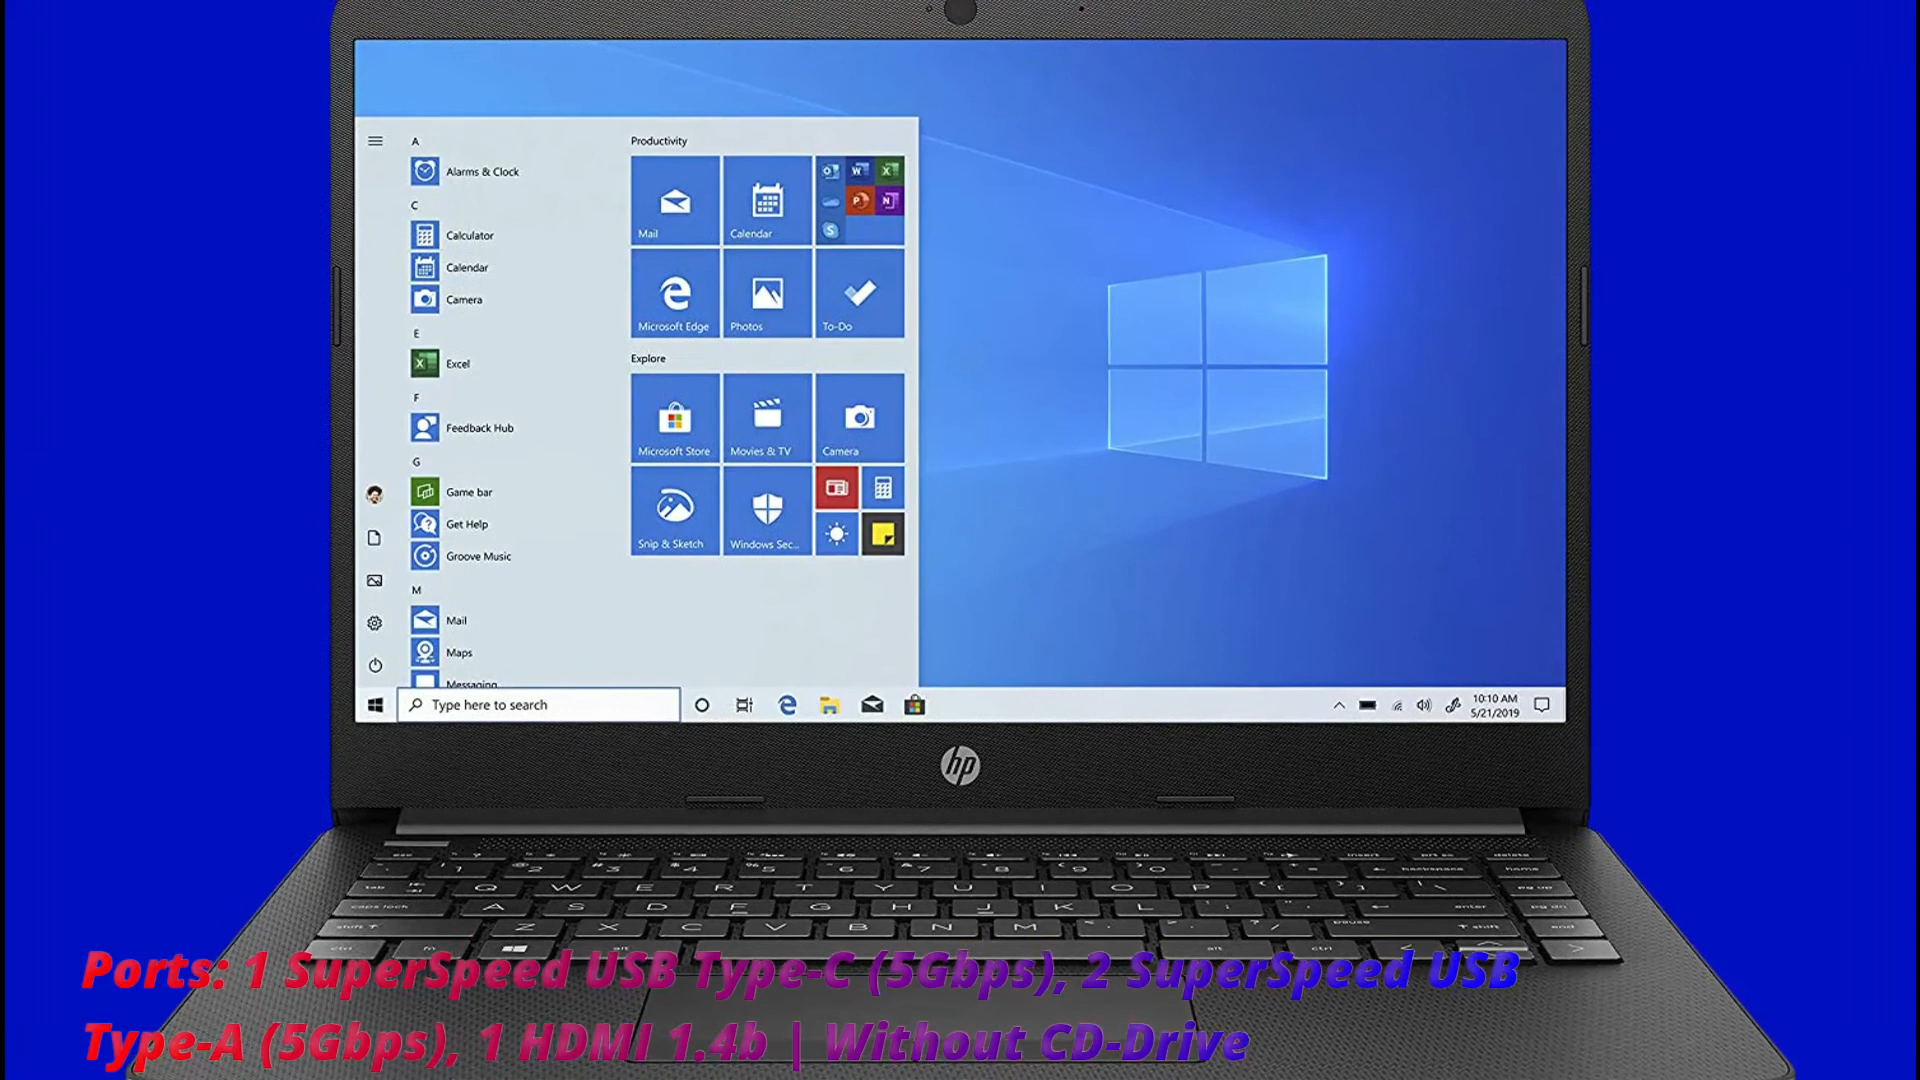 A
Alarms & Clock
C
Calculator
Calendar
Camera
E
Excel
F
Feedback Hub
G
Game bar
Get Help
Groove Music
M
Mail
Maps
Messaging
Productivity
Mail
Calendar
Microsoft Edge
Photos
To-Do
Explore
Microsoft Store
Movies & TV
Camera
Snip & Sketch
Windows Sec...
Type here to search
10:10 AM
5/21/2019
hp
Q W E R T Y U I O P
A S D F G H J K L
Z X C V B N M
Ports: 1 SuperSpeed USB Type-C (5Gbps), 2 SuperSpeed USB
Type-A (5Gbps), 1 HDMI 1.4b | Without CD-Drive